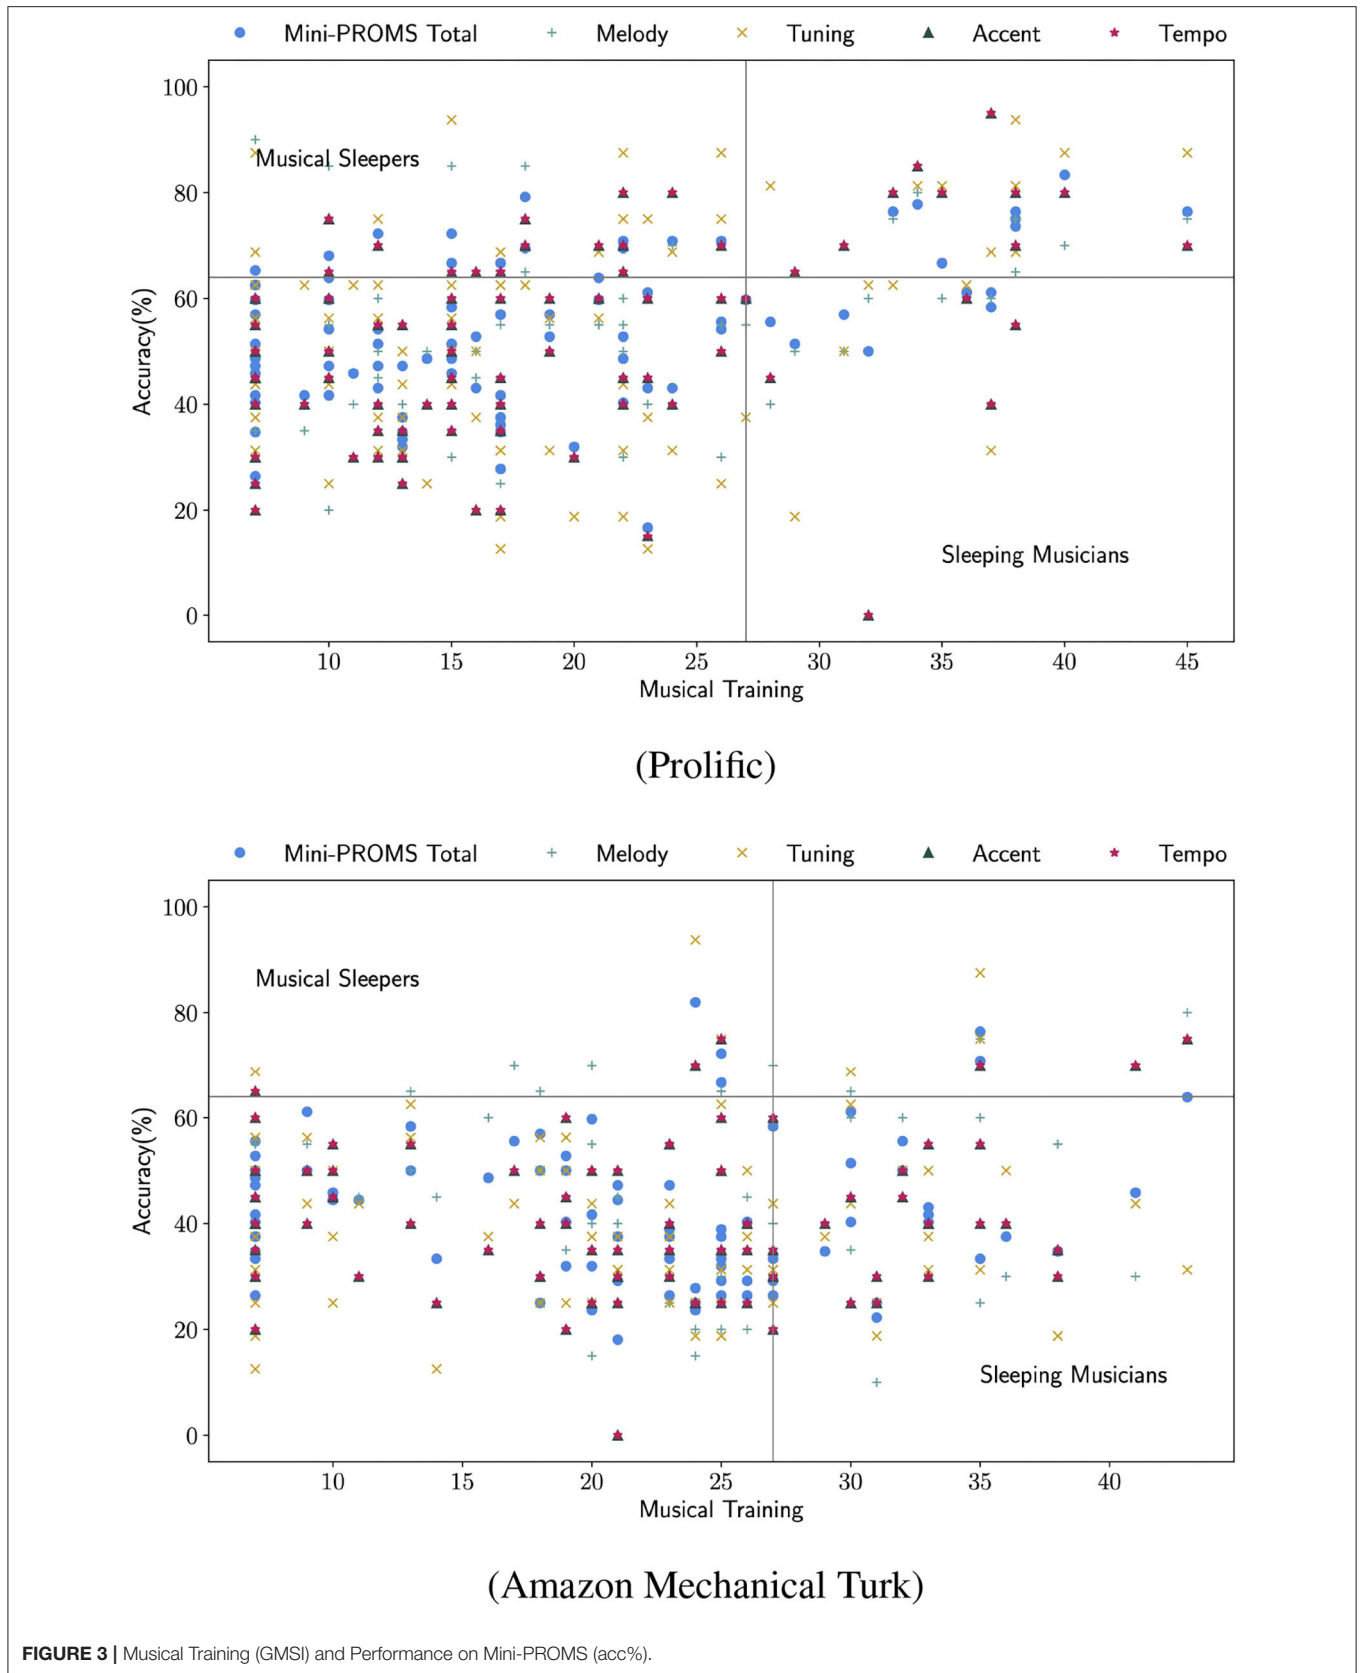 Mini-PROMS Total Melody Tuning Accent Tempo
100
Musical Sleepers
80
60
Accuracy(%)
40
20
Sleeping Musicians
0
10 15 20 25 30 35 40 45
Musical Training
(Prolific)
Mini-PROMS Total Melody Tuning Accent Tempo
100
Musical Sleepers
80
60
Accuracy(%)
40
20
Sleeping Musicians
0
10 15 20 25 30 35 40
Musical Training
(Amazon Mechanical Turk)
FIGURE 3 | Musical Training (GMSI) and Performance on Mini-PROMS (acc%).